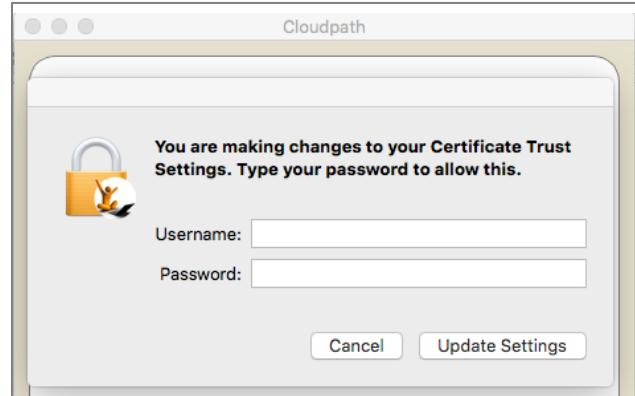 Cloudpath
You are making changes to your Certificate Trust
Settings. Type your password to allow this.
Username:
Password:
Cancel Update Settings